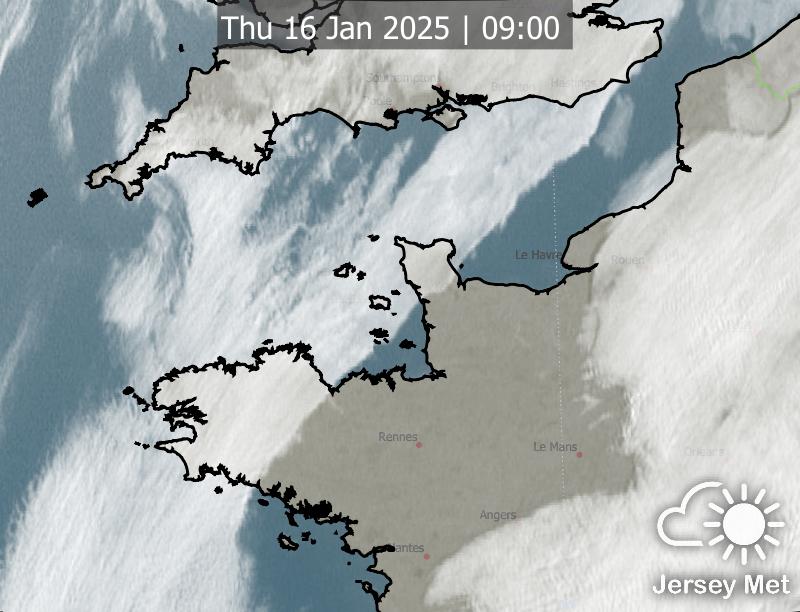 Thu 16 Jan 2025 | 09:00
Southampton
Brighton
Hastings
Poole
Le Havre
Rouen
Rennes
Le Mans
Orleans
Angers
Nantes
Jersey Met